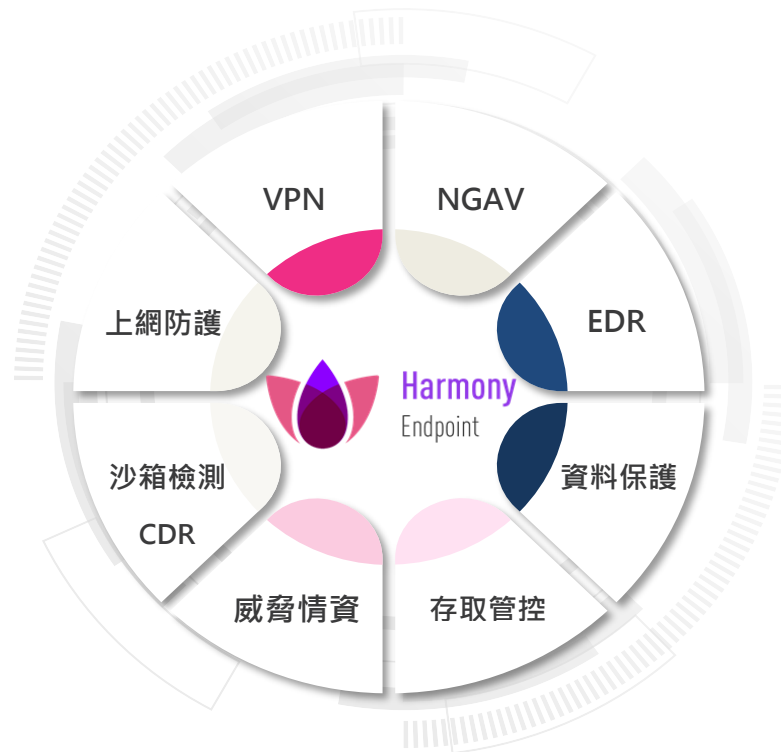 VPN
NGAV
上網防護
EDR
Harmony
Endpoint
沙箱檢測
CDR
資料保護
威脅情資
存取管控